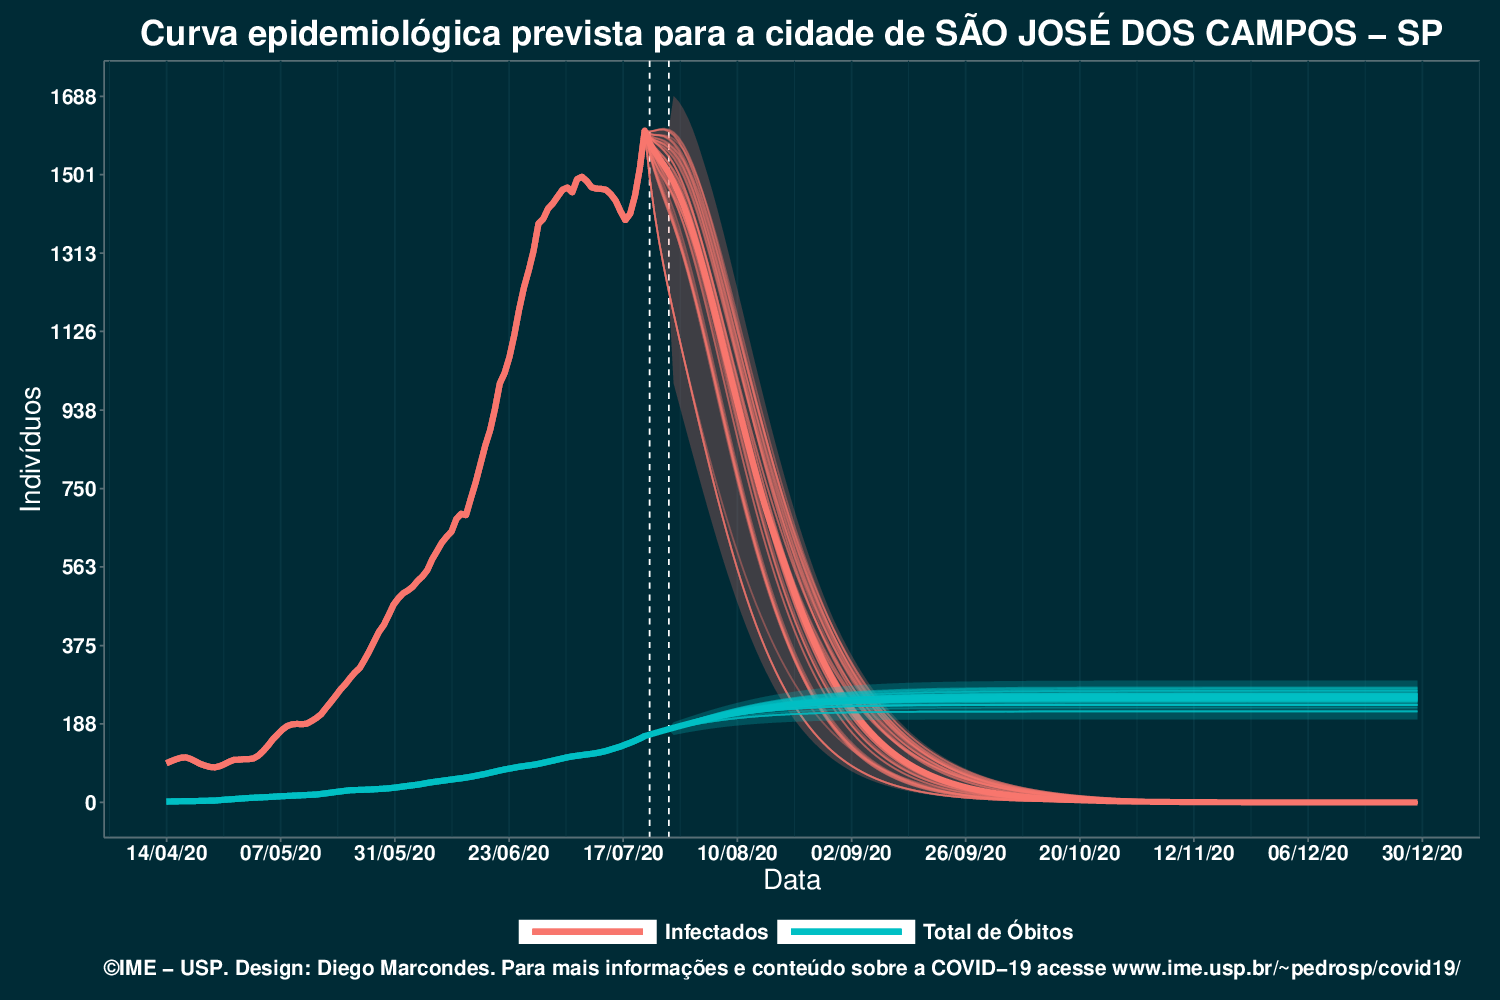 Curva epidemiológica prevista para a cidade de SÃO JOSÉ DOS CAMPOS – SP
1688
1501
1313
1126
938
750
563
375
188
0
Indivíduos
14/04/20 07/05/20 31/05/20 23/06/20 17/07/20 10/08/20 02/09/20 26/09/20 20/10/20 12/11/20 06/12/20 30/12/20
Data
Infectados Total de Óbitos
©IME – USP. Design: Diego Marcondes. Para mais informações e conteúdo sobre a COVID–19 acesse www.ime.usp.br/~pedrosp/covid19/